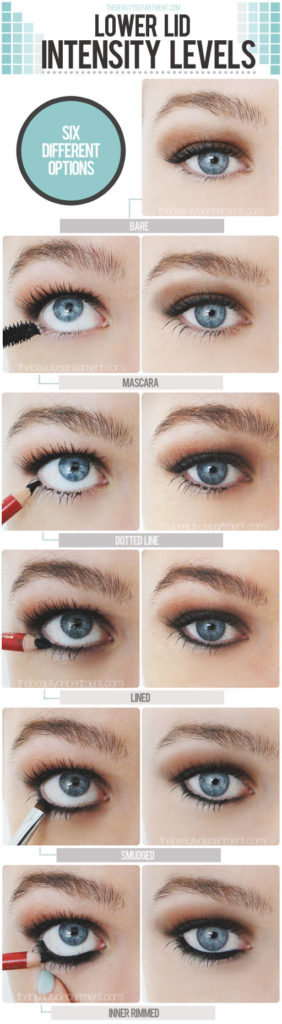 THEBEAUTYDEPARTMENT.COM
LOWER LID
INTENSITY LEVELS
SIX
DIFFERENT
OPTIONS
thebeautydepartment.com
BARE
thebeautydepartment.com
MASCARA
thebeautydepartment.com
DOTTED LINE
thebeautydepartment.com
LINED
thebeautydepartment.com
SMUDGED
thebeautydepartment.com
INNER RIMMED